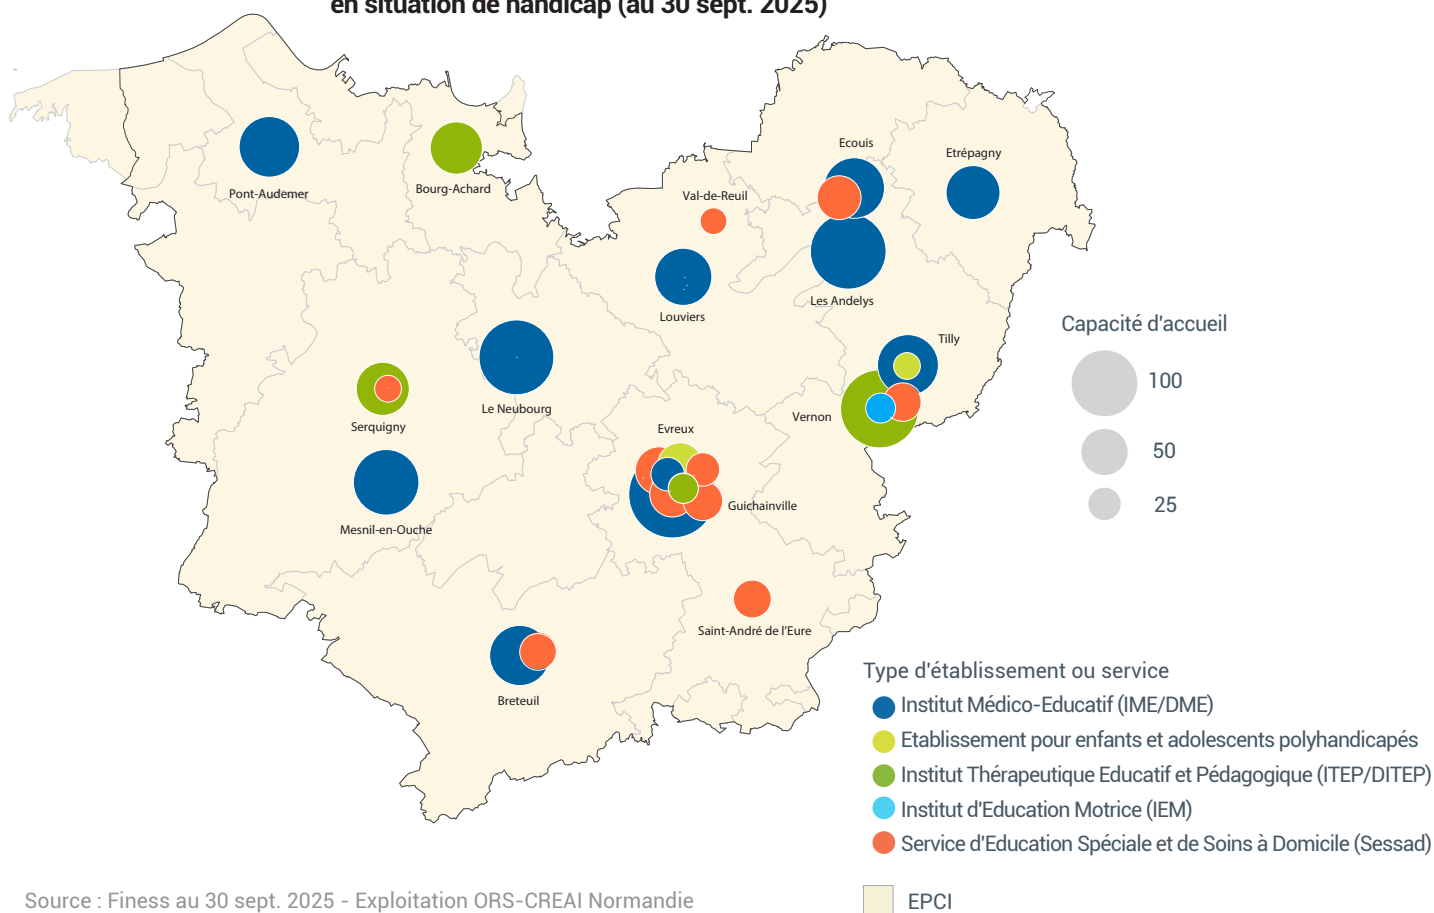 en situation de handicap (au 30 sept. 2025)
Ecouis
Etrépagny
Pont-Audemer
Bourg-Achard
Val-de-Reuil
Les Andelys
Louviers
Capacité d'accueil
Tilly
100
Le Neubourg
Vernon
Serquigny
Evreux
50
Guichainville
25
Mesnil-en-Ouche
Saint-André de l'Eure
Breteuil
Type d'établissement ou service
Institut Médico-Educatif (IME/DME)
Etablissement pour enfants et adolescents polyhandicapés
Institut Thérapeutique Educatif et Pédagogique (ITEP/DITEP)
Institut d'Education Motrice (IEM)
Service d'Education Spéciale et de Soins à Domicile (Sessad)
EPCI
Source : Finess au 30 sept. 2025 - Exploitation ORS-CREAI Normandie